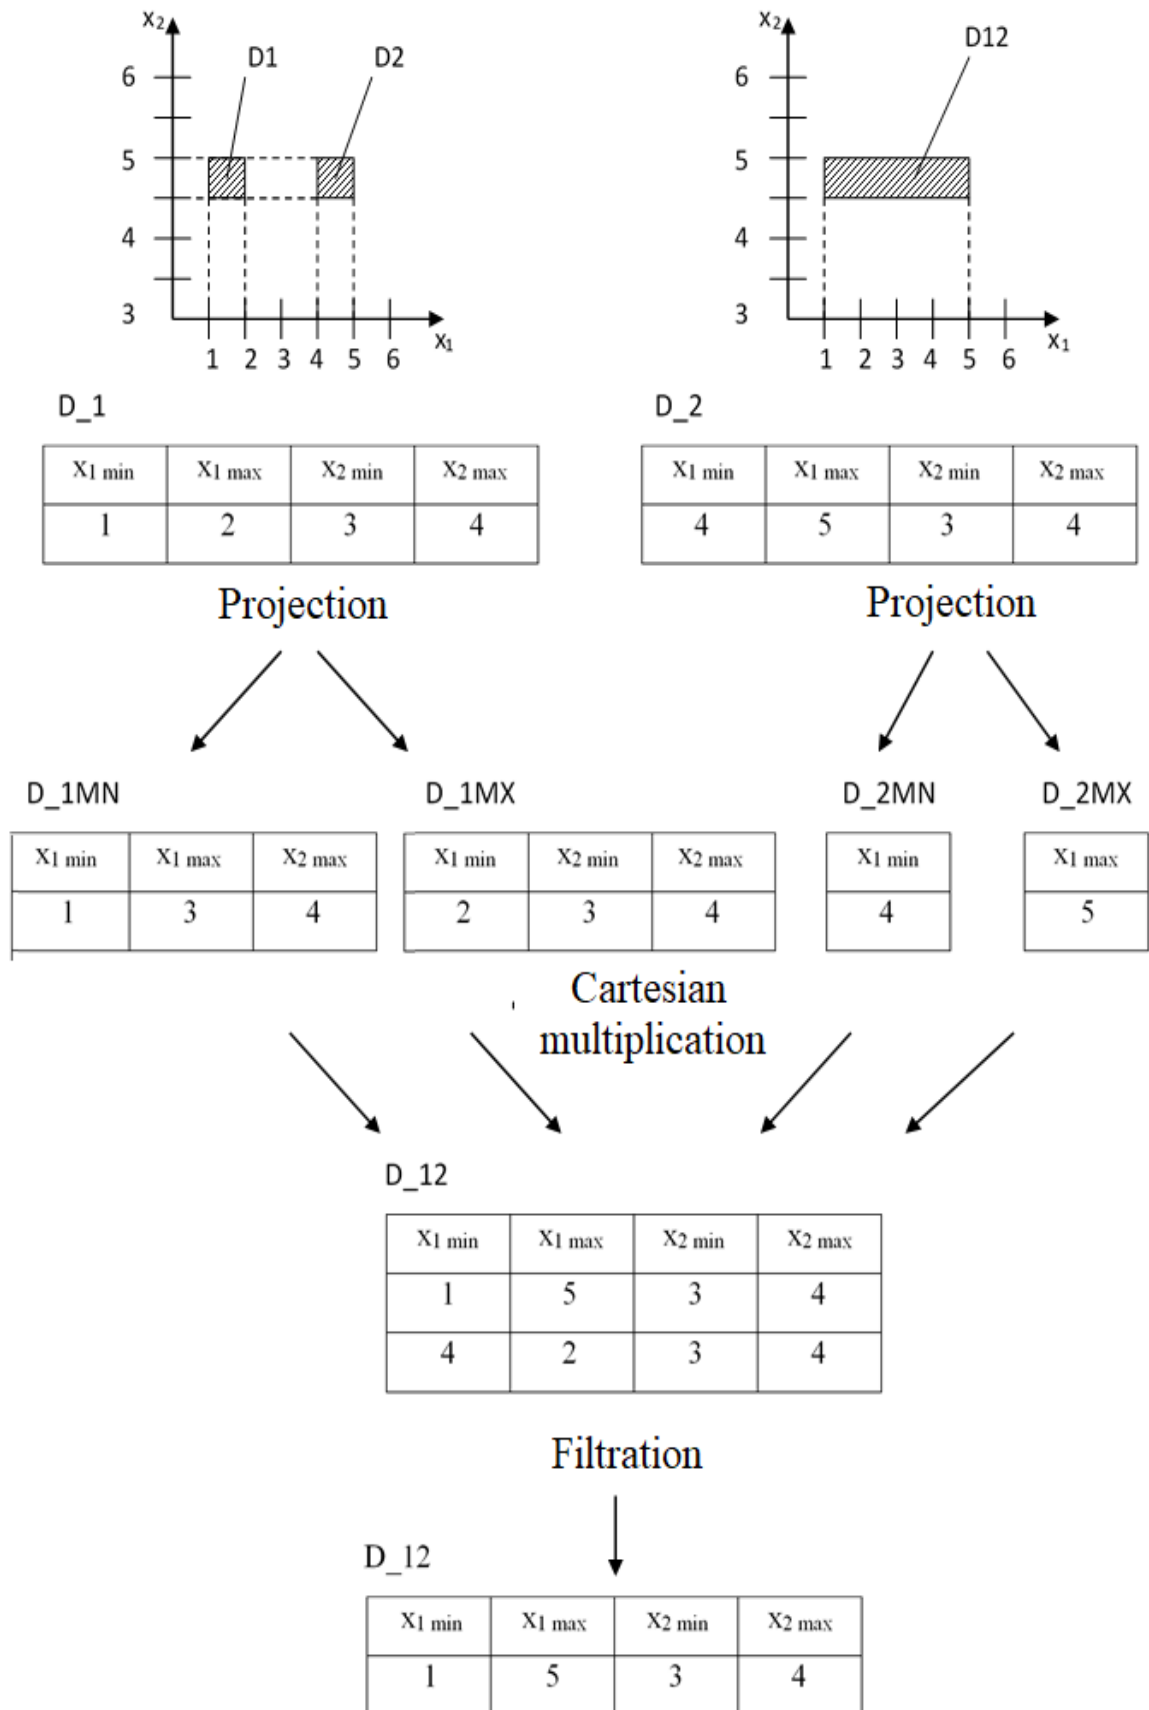 x2 x2
D1 D2 D12
6 6
5 5
4 4
3 3
x1 x1
1 2 3 4 5 6 1 2 3 4 5 6
D_1 D_2
X1 min X1 max X2 min X2 max X1 min X1 max X2 min X2 max
1 2 3 4 4 5 3 4
Projection Projection
D_1MN D_1MX D_2MN D_2MX
X1 min X1 max X2 max X1 min X2 min X2 max X1 min X1 max
1 3 4 2 3 4 4 5
Cartesian
multiplication
D_12
X1 min X1 max X2 min X2 max
1 5 3 4
4 2 3 4
Filtration
D_12
X1 min X1 max X2 min X2 max
1 5 3 4